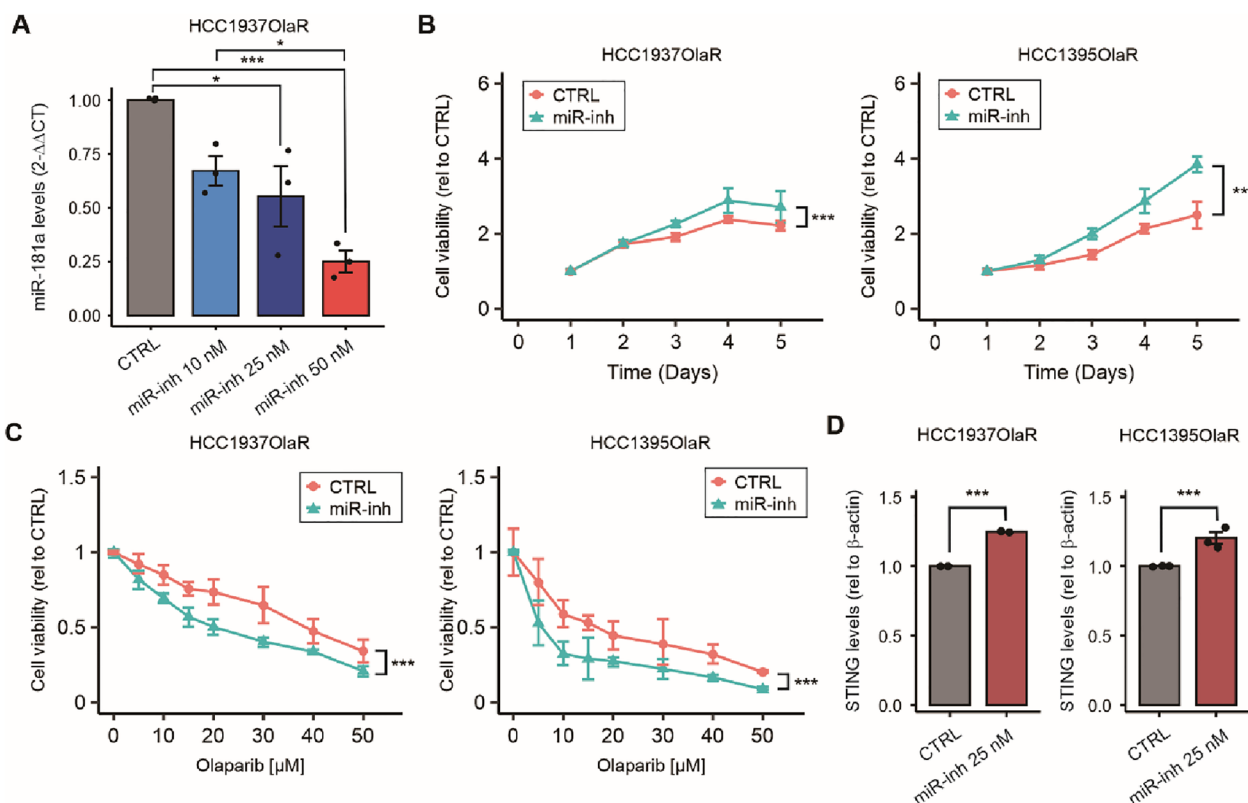 A
HCC1937OlaR
*
***
*
miR-181a levels (2-ΔΔCT)
1.00
0.75
0.50
0.25
0.00
CTRL
miR-inh 10 nM
miR-inh 25 nM
miR-inh 50 nM
B
HCC1937OlaR
Cell viability (rel to CTRL)
6
4
2
0
CTRL
miR-inh
***
0 1 2 3 4 5
Time (Days)
HCC1395OlaR
Cell viability (rel to CTRL)
6
4
2
0
CTRL
miR-inh
**
0 1 2 3 4 5
Time (Days)
C
HCC1937OlaR
Cell viability (rel to CTRL)
1.5
1
0.5
0
CTRL
miR-inh
***
0 10 20 30 40 50
Olaparib [µM]
HCC1395OlaR
Cell viability (rel to CTRL)
1.5
1
0.5
0
CTRL
miR-inh
***
0 10 20 30 40 50
Olaparib [µM]
D
HCC1937OlaR
STING levels (rel to β-actin)
1.5
1.0
0.5
0.0
***
CTRL
miR-inh 25 nM
HCC1395OlaR
STING levels (rel to β-actin)
1.5
1.0
0.5
0.0
***
CTRL
miR-inh 25 nM